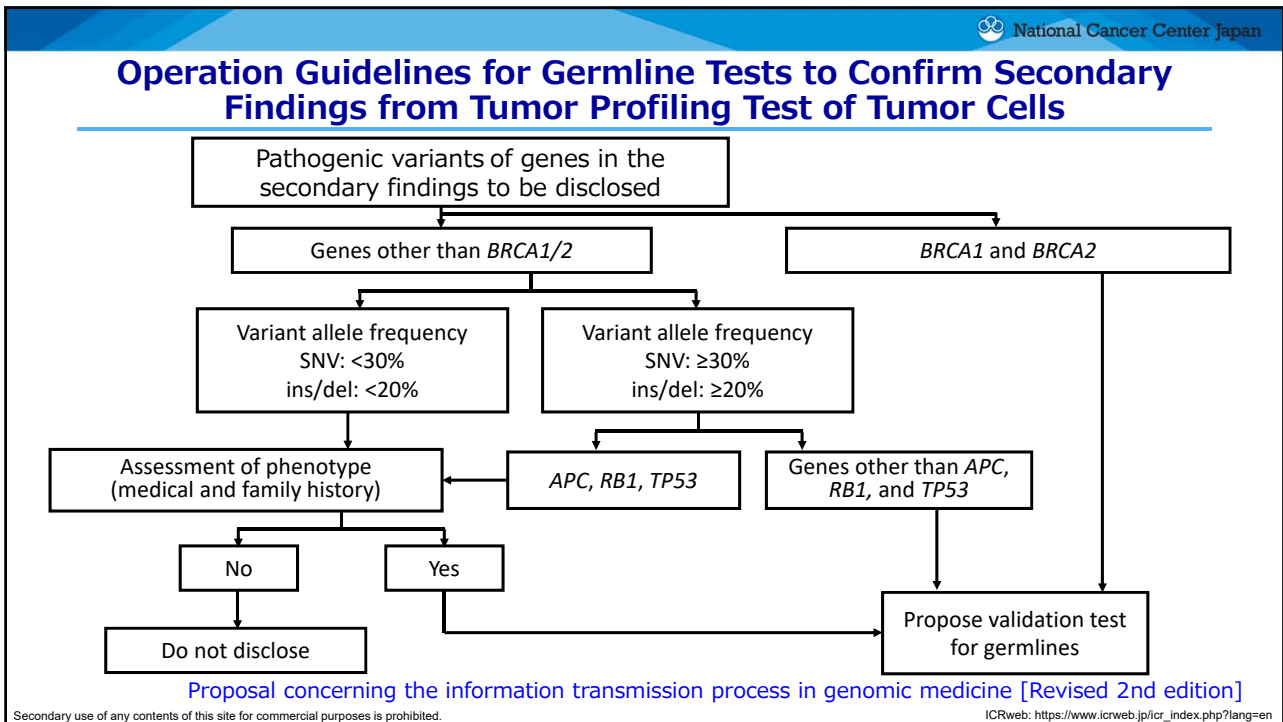 National Cancer Center Japan
Operation Guidelines for Germline Tests to Confirm Secondary
Findings from Tumor Profiling Test of Tumor Cells
Pathogenic variants of genes in the
secondary findings to be disclosed
Genes other than BRCA1/2
BRCA1 and BRCA2
Variant allele frequency
SNV: <30%
ins/del: <20%
Variant allele frequency
SNV: ≥30%
ins/del: ≥20%
Assessment of phenotype
(medical and family history)
APC, RB1, TP53
Genes other than APC,
RB1, and TP53
No
Yes
Do not disclose
Propose validation test
for germlines
Proposal concerning the information transmission process in genomic medicine [Revised 2nd edition]
Secondary use of any contents of this site for commercial purposes is prohibited.
ICRweb: https://www.icrweb.jp/icr_index.php?lang=en